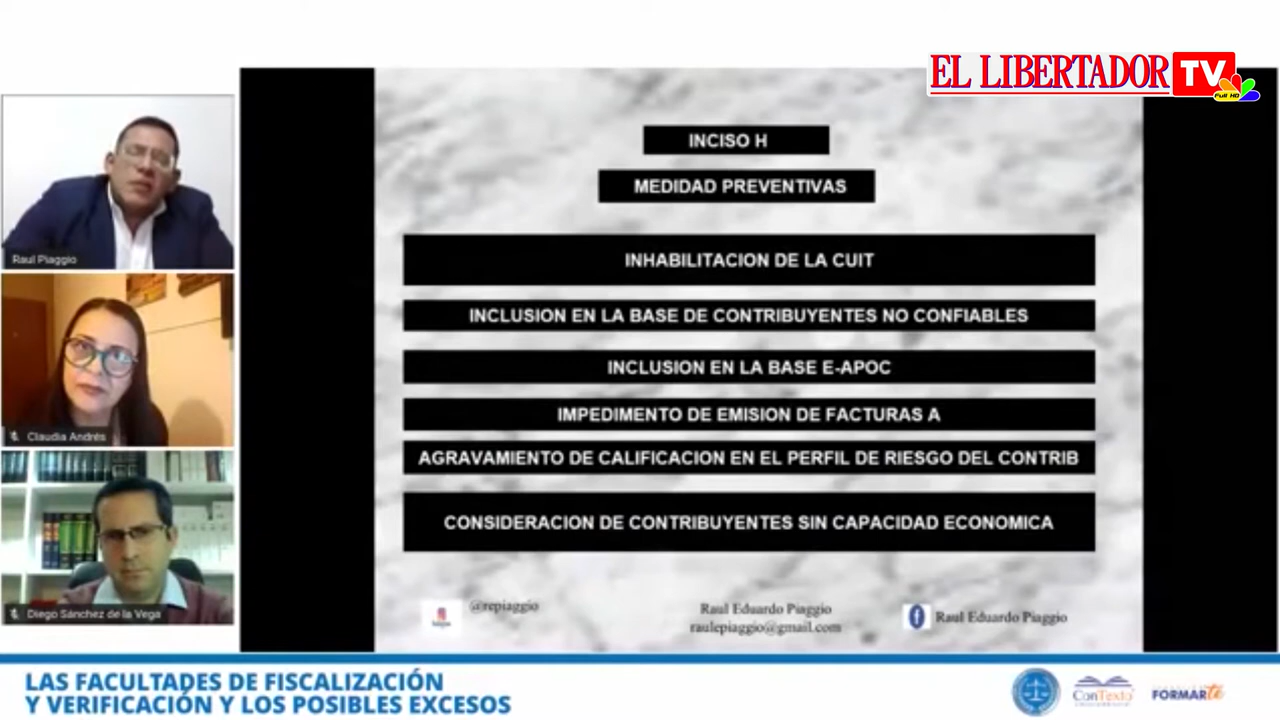 EL LIBERTADOR TV
Full HD
INCISO H
MEDIDAD PREVENTIVAS
INHABILITACION DE LA CUIT
INCLUSION EN LA BASE DE CONTRIBUYENTES NO CONFIABLES
INCLUSION EN LA BASE E-APOC
IMPEDIMENTO DE EMISION DE FACTURAS A
AGRAVAMIENTO DE CALIFICACION EN EL PERFIL DE RIESGO DEL CONTRIB
CONSIDERACION DE CONTRIBUYENTES SIN CAPACIDAD ECONOMICA
@repiaggio
Raul Eduardo Piaggio
raulepiaggio@gmail.com
Raul Eduardo Piaggio
Raul Piaggio
Claudia Andrés
Diego Sánchez de la Vega
LAS FACULTADES DE FISCALIZACIÓN
Y VERIFICACIÓN Y LOS POSIBLES EXCESOS
ConTexto
FORMARte